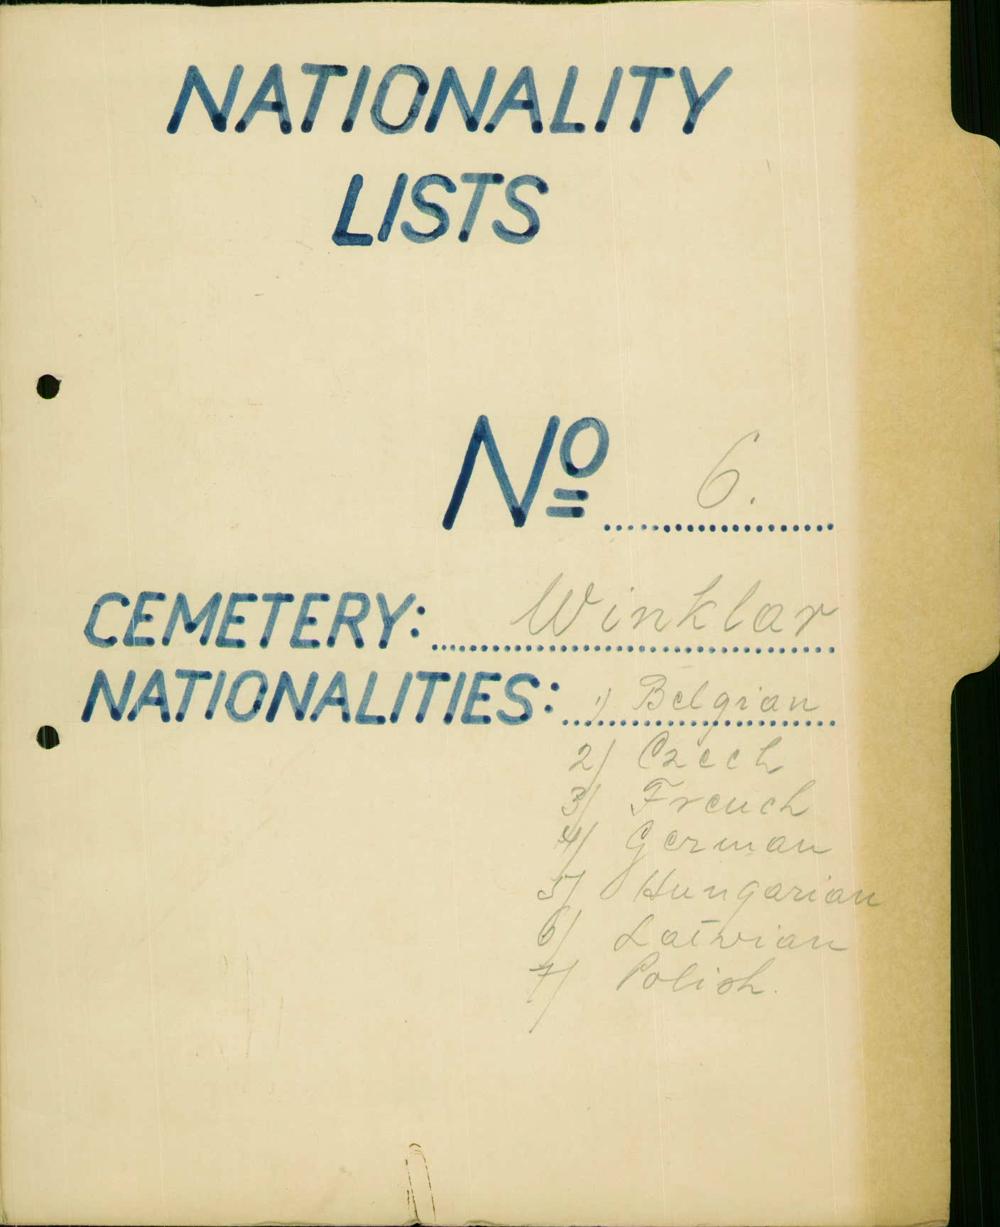 NATIONALITY
LISTS
Nº 6.
CEMETERY: Winklar
NATIONALITIES: 1) Belgian
2) Czech
3) French
4) German
5) Hungarian
6) Latvian
7) Polish.